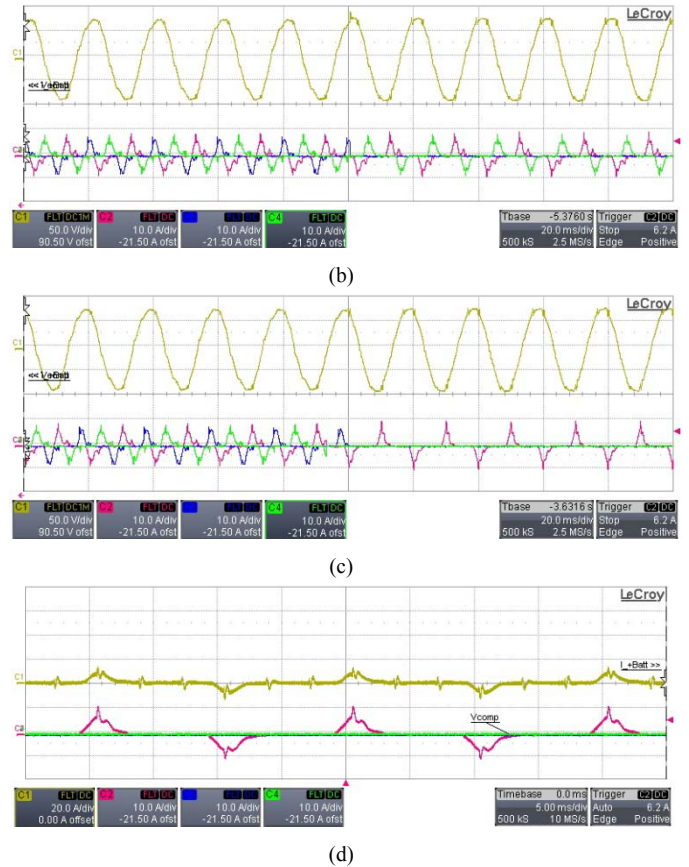 LeCroy
C1
C1 FLT DC1M C2 FLT DC FLT DC C4 FLT DC Tbase -5.3760 s Trigger C2 DC
50.0 V/div 10.0 A/div 10.0 A/div 10.0 A/div 20.0 ms/div Stop 6.2 A
90.50 V ofst -21.50 A ofst -21.50 A ofst -21.50 A ofst 500 kS 2.5 MS/s Edge Positive
(b)
LeCroy
C1
C1 FLT DC1M C2 FLT DC FLT DC C4 FLT DC Tbase -3.6316 s Trigger C2 DC
50.0 V/div 10.0 A/div 10.0 A/div 10.0 A/div 20.0 ms/div Stop 6.2 A
90.50 V ofst -21.50 A ofst -21.50 A ofst -21.50 A ofst 500 kS 2.5 MS/s Edge Positive
(c)
LeCroy
I_+Batt >>
C1
Vcomp
C1 FLT DC C2 FLT DC FLT DC C4 FLT DC Timebase 0.0 ms Trigger C2 DC
20.0 A/div 10.0 A/div 10.0 A/div 10.0 A/div 5.00 ms/div Auto 6.2 A
0.00 A offset -21.50 A ofst -21.50 A ofst -21.50 A ofst 500 kS 10 MS/s Edge Positive
(d)